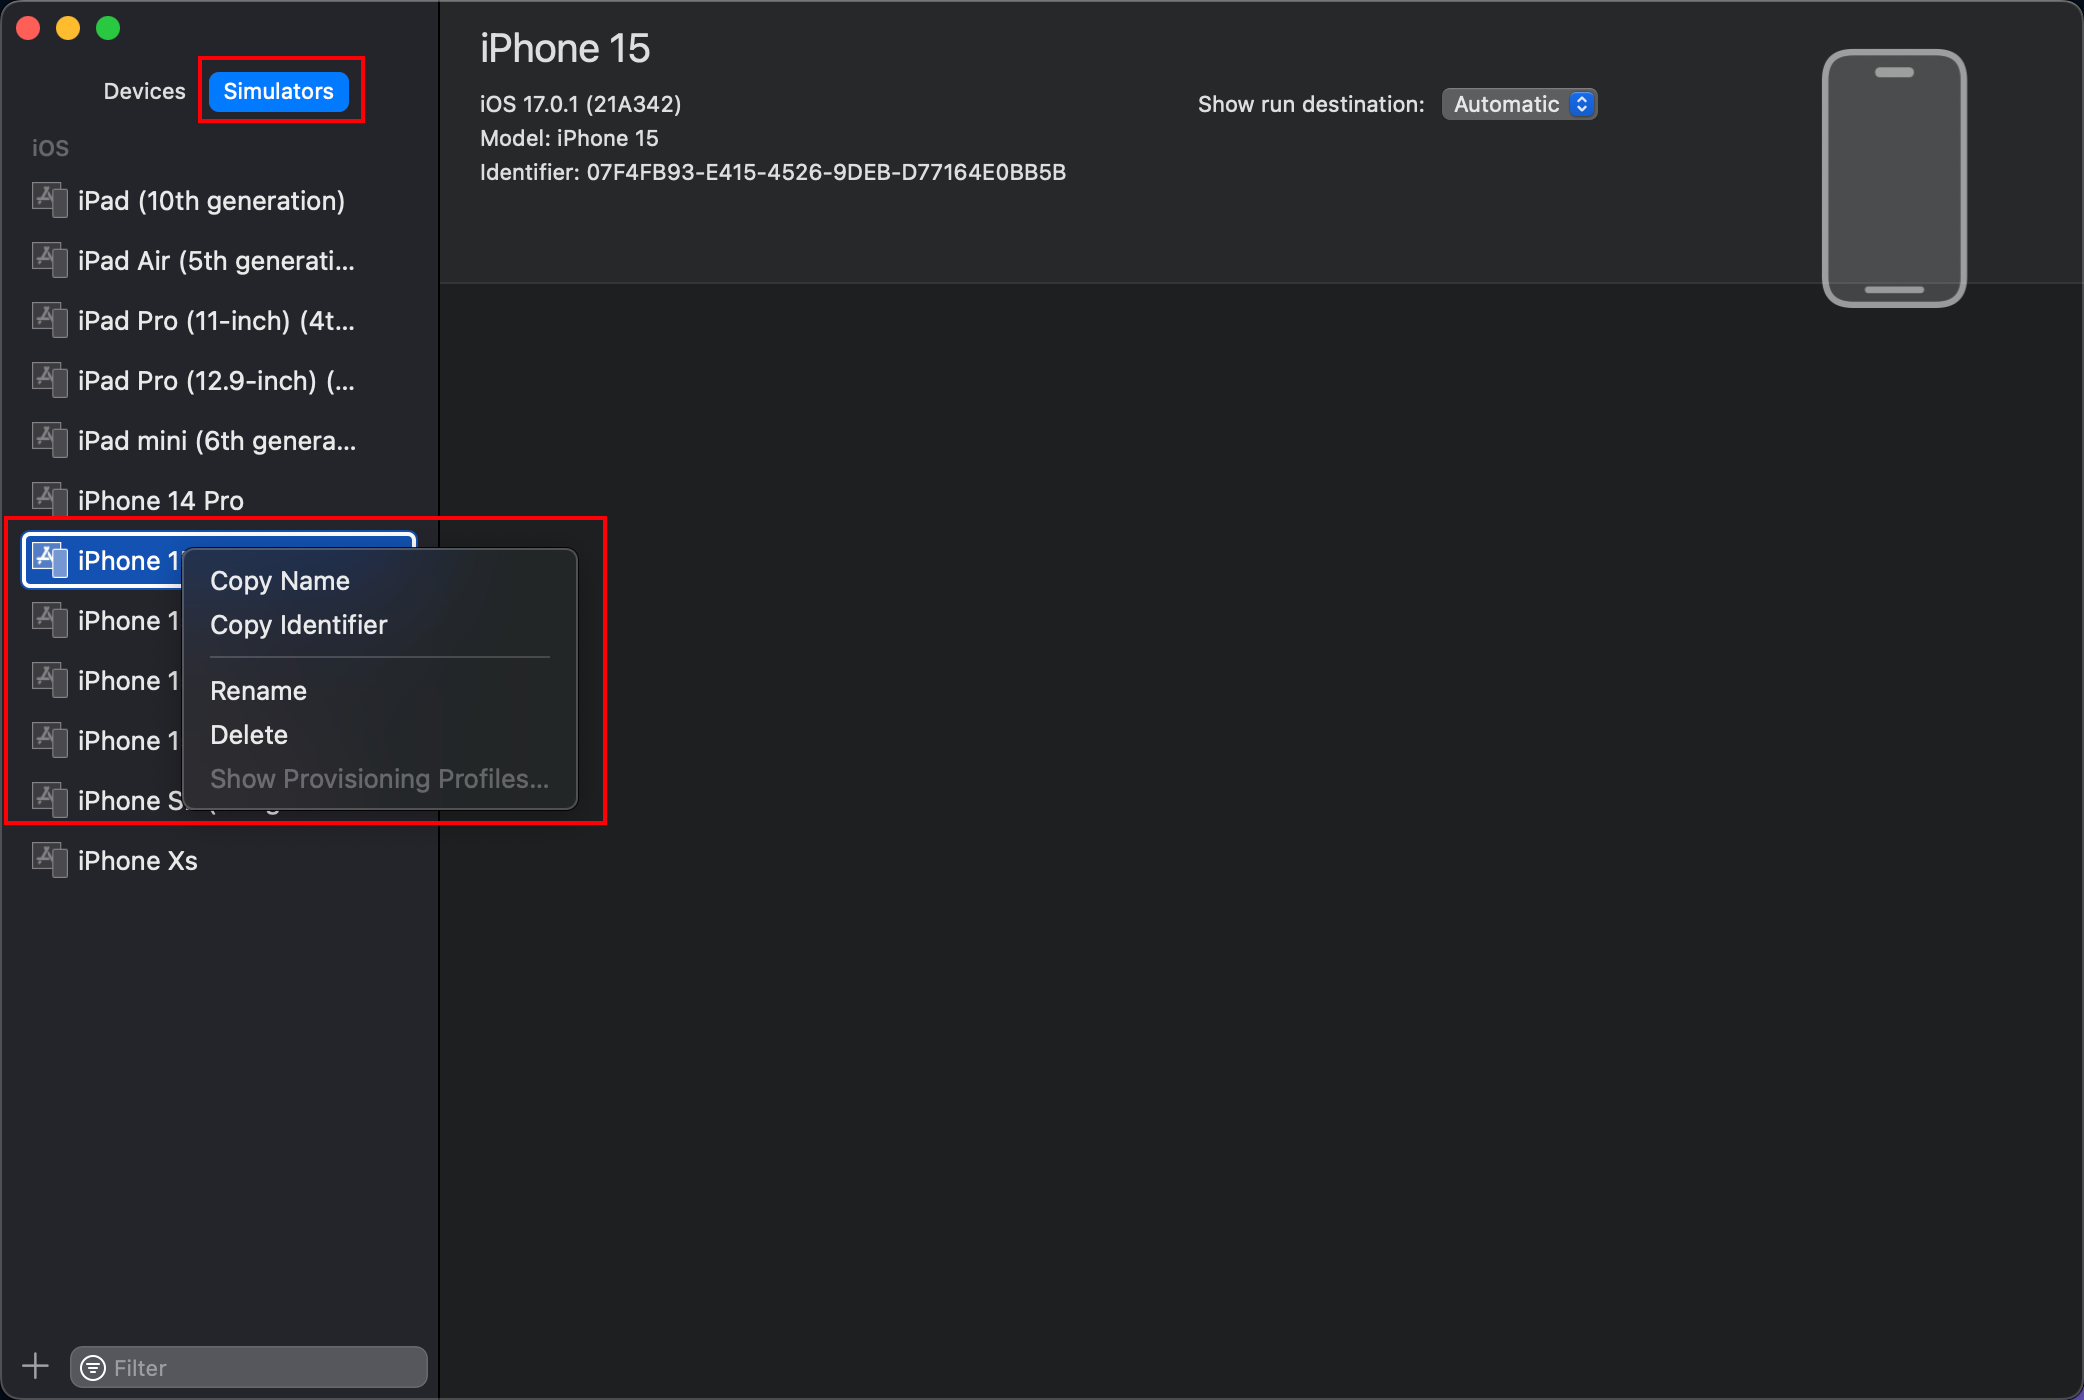 Devices
Simulators
iOS
iPad (10th generation)
iPad Air (5th generati...
iPad Pro (11-inch) (4t...
iPad Pro (12.9-inch) (...
iPad mini (6th genera...
iPhone 14 Pro
iPhone 1
iPhone 1
iPhone 1
iPhone 1
iPhone S
iPhone Xs
Copy Name
Copy Identifier
Rename
Delete
Show Provisioning Profiles...
Filter
iPhone 15
iOS 17.0.1 (21A342)
Model: iPhone 15
Identifier: 07F4FB93-E415-4526-9DEB-D77164E0BB5B
Show run destination: Automatic